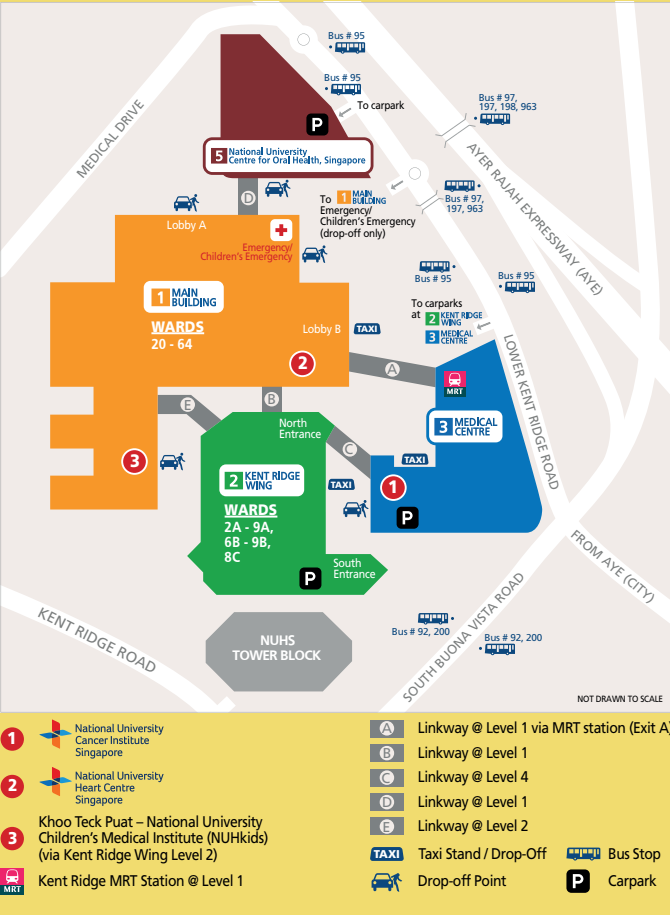 Bus # 95
Bus # 95
To carpark
P
Bus # 97,
197, 198, 963
MEDICAL DRIVE
5 National University
Centre for Oral Health, Singapore
AYER RAJAH EXPRESSWAY (AYE)
D
To 1 MAIN
BUILDING
Emergency/
Children's Emergency
(drop-off only)
Bus # 97,
197, 963
Lobby A
Emergency/
Children's Emergency
Bus # 95
Bus # 95
1 MAIN
BUILDING
WARDS
20 - 64
To carparks
at 2 KENT RIDGE
WING
3 MEDICAL
CENTRE
Lobby B
TAXI
2
A
MRT
LOWER KENT RIDGE ROAD
E
B
North
Entrance
C
3 MEDICAL
CENTRE
3
TAXI
2 KENT RIDGE
WING
TAXI
1
WARDS
2A - 9A,
6B - 9B,
8C
P
P
South
Entrance
FROM AYE (CITY)
KENT RIDGE ROAD
NUHS
TOWER BLOCK
SOUTH BUONA VISTA ROAD
Bus # 92, 200
Bus # 92, 200
NOT DRAWN TO SCALE
1 National University
Cancer Institute
Singapore
2 National University
Heart Centre
Singapore
3 Khoo Teck Puat – National University
Children's Medical Institute (NUHkids)
(via Kent Ridge Wing Level 2)
MRT Kent Ridge MRT Station @ Level 1
A Linkway @ Level 1 via MRT station (Exit A)
B Linkway @ Level 1
C Linkway @ Level 4
D Linkway @ Level 1
E Linkway @ Level 2
TAXI Taxi Stand / Drop-Off
Bus Stop
Drop-off Point
P Carpark